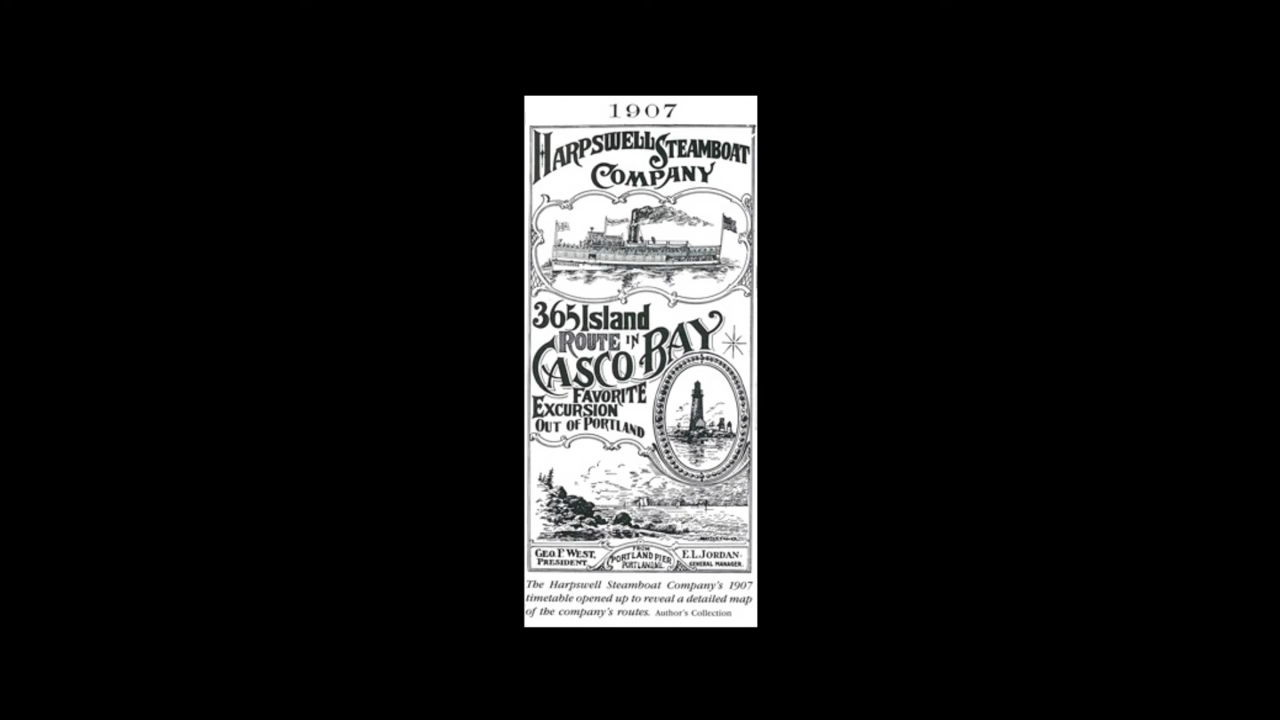 1907
HARPSWELL STEAMBOAT
COMPANY
365 Island
ROUTE IN
CASCO BAY
FAVORITE
EXCURSION
OUT OF PORTLAND
GEO. F. WEST,
PRESIDENT
FROM
PORTLAND PIER
PORTLAND, ME.
E. L. JORDAN.
GENERAL MANAGER.
The Harpswell Steamboat Company's 1907
timetable opened up to reveal a detailed map
of the company's routes. Author's Collection